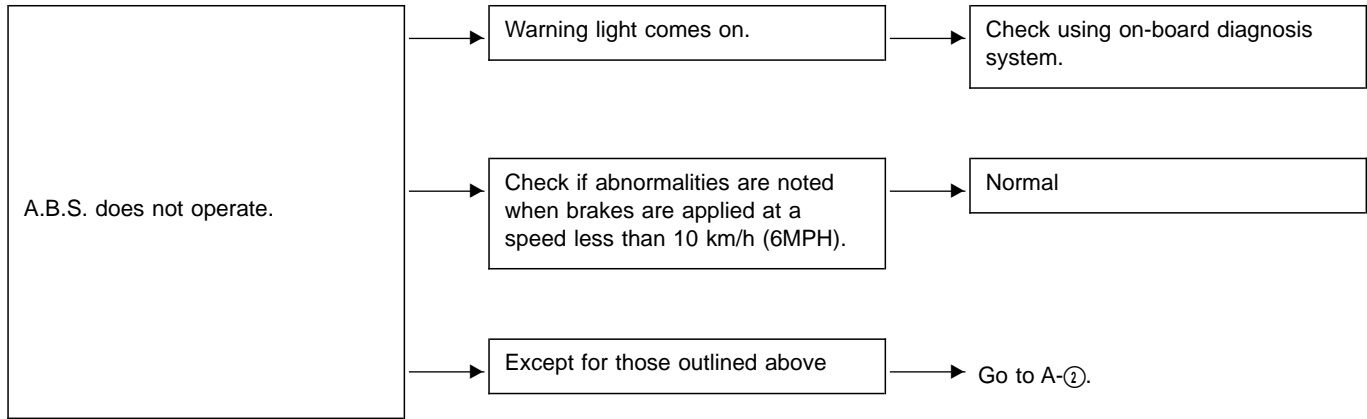 A.B.S. does not operate.
Warning light comes on.
Check using on-board diagnosis
system.
Check if abnormalities are noted
when brakes are applied at a
speed less than 10 km/h (6MPH).
Normal
Except for those outlined above
Go to A-②.